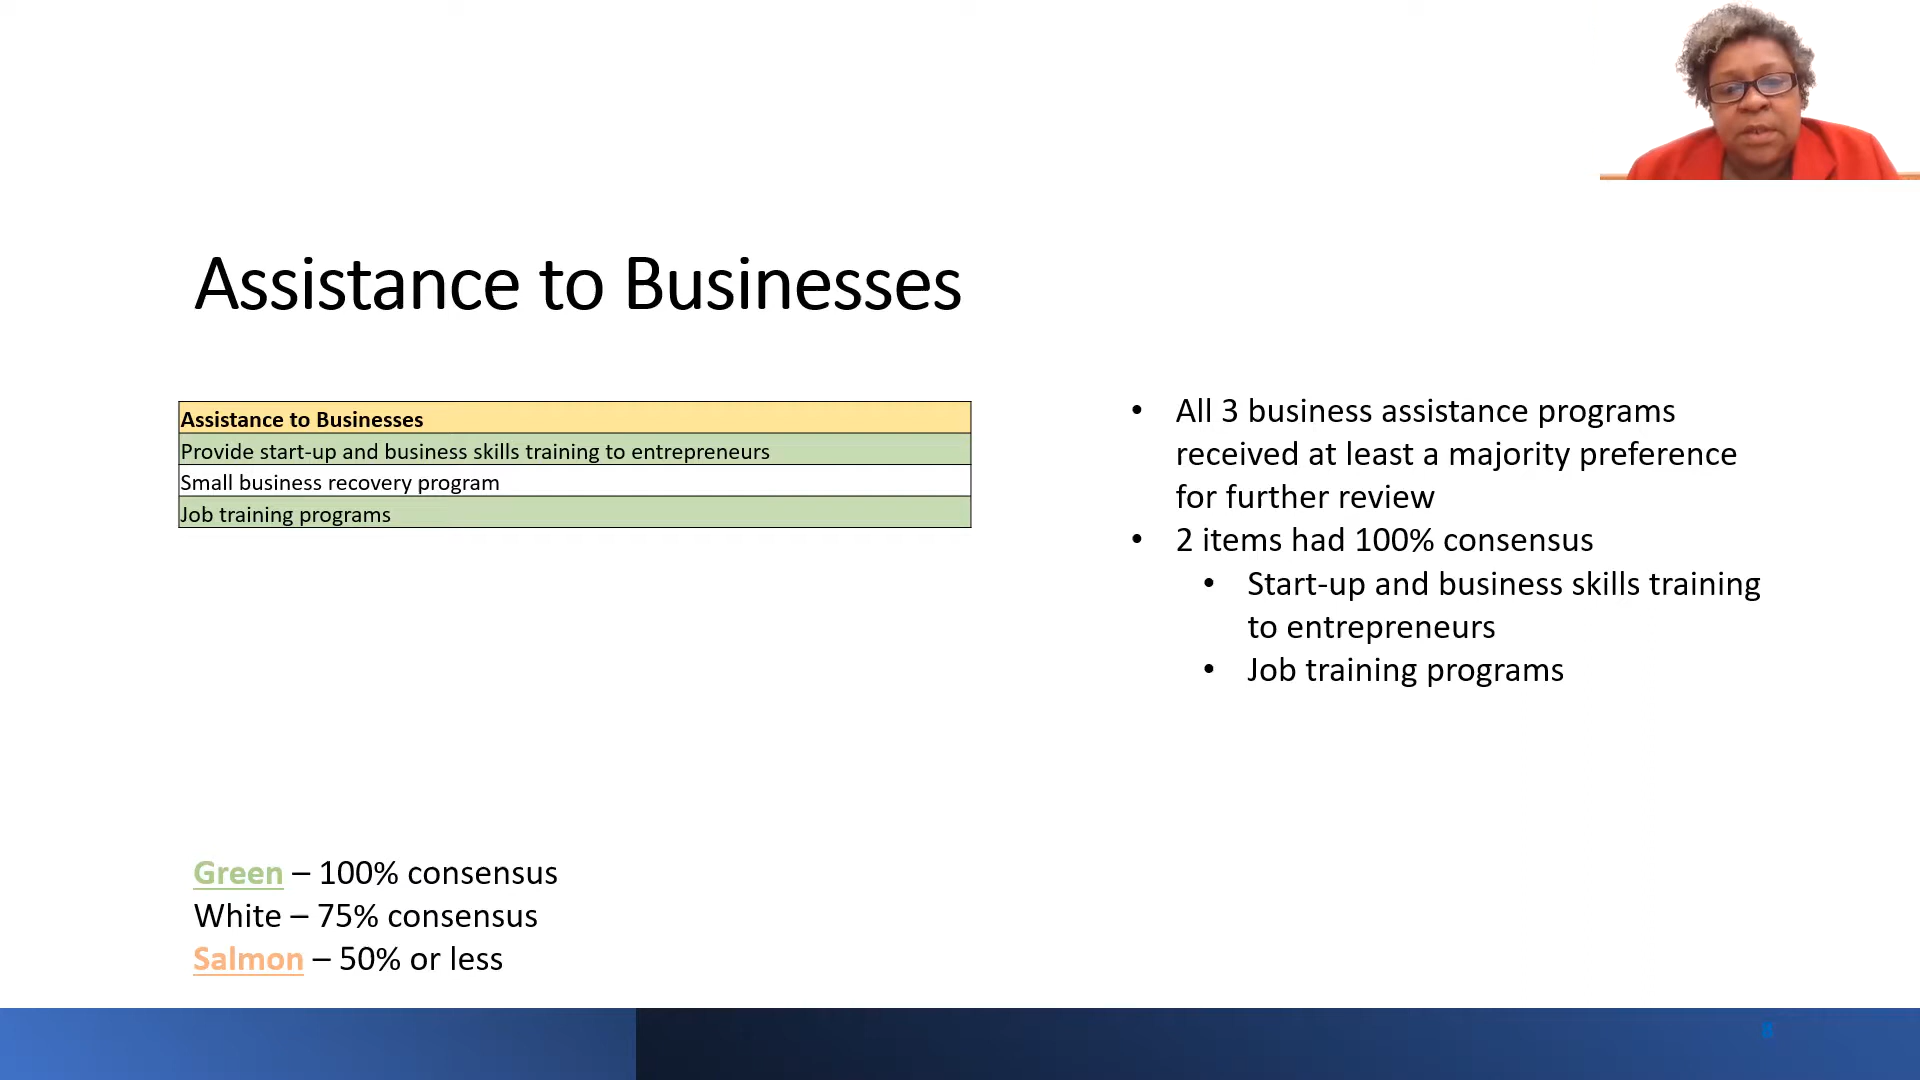 Assistance to Businesses
Assistance to Businesses
Provide start-up and business skills training to entrepreneurs
Small business recovery program
Job training programs
• All 3 business assistance programs
received at least a majority preference
for further review
• 2 items had 100% consensus
• Start-up and business skills training
to entrepreneurs
• Job training programs
Green – 100% consensus
White – 75% consensus
Salmon – 50% or less